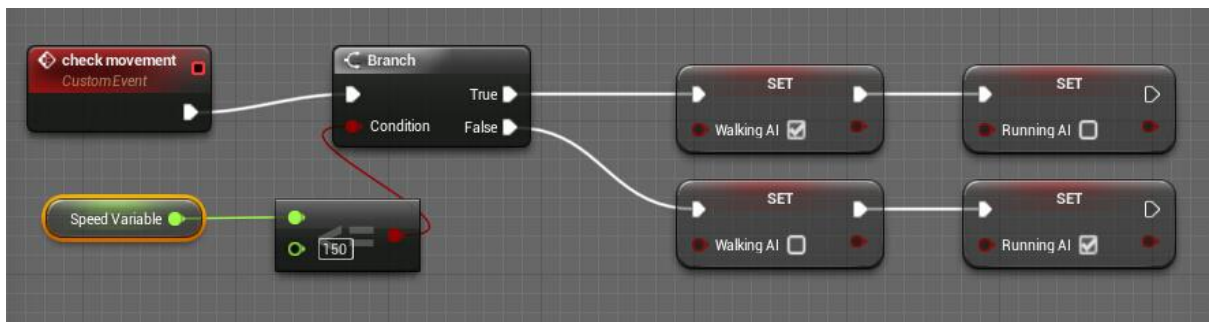 check movement
Custom Event
Branch
True
Condition
False
Speed Variable
<=
150
SET
Walking AI
SET
Running AI
SET
Walking AI
SET
Running AI